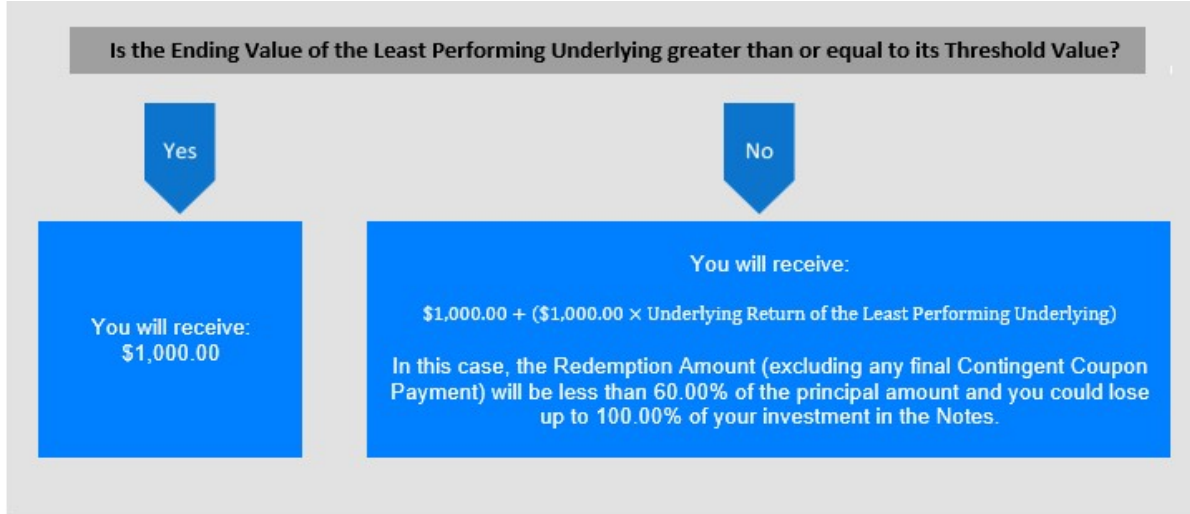 Is the Ending Value of the Least Performing Underlying greater than or equal to its Threshold Value?
Yes
No
You will receive:
$1,000.00
You will receive:
$1,000.00 + ($1,000.00 × Underlying Return of the Least Performing Underlying)
In this case, the Redemption Amount (excluding any final Contingent Coupon
Payment) will be less than 60.00% of the principal amount and you could lose
up to 100.00% of your investment in the Notes.